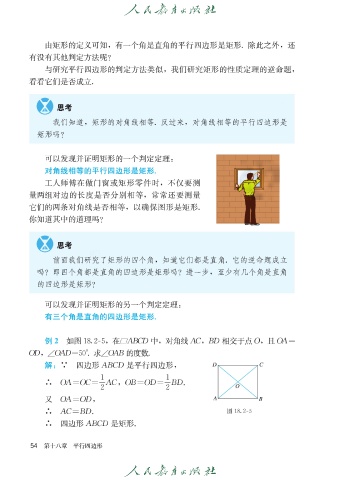 人民教育出版社
由矩形的定义可知，有一个角是直角的平行四边形是矩形. 除此之外，还
有没有其他判定方法呢?
与研究平行四边形的判定方法类似，我们研究矩形的性质定理的逆命题，
看看它们是否成立.
思考
我们知道，矩形的对角线相等. 反过来，对角线相等的平行四边形是
矩形吗?
可以发现并证明矩形的一个判定定理：
对角线相等的平行四边形是矩形.
工人师傅在做门窗或矩形零件时，不仅要测
量两组对边的长度是否分别相等，常常还要测量
它们的两条对角线是否相等，以确保图形是矩形.
你知道其中的道理吗?
思考
前面我们研究了矩形的四个角，知道它们都是直角. 它的逆命题成立
吗? 即四个角都是直角的四边形是矩形吗? 进一步，至少有几个角是直角
的四边形是矩形?
可以发现并证明矩形的另一个判定定理：
有三个角是直角的四边形是矩形.
例 2 如图 18.2-5，在□ABCD 中，对角线 AC，BD 相交于点 O，且 OA=
OD，∠OAD=50°. 求∠OAB 的度数.
解：∵ 四边形 ABCD 是平行四边形，
∴ OA=OC=1/2 AC，OB=OD=1/2 BD.
又 OA=OD，
∴ AC=BD.
∴ 四边形 ABCD 是矩形.
D C
O
A B
图 18.2-5
54 第十八章 平行四边形
人民教育出版社